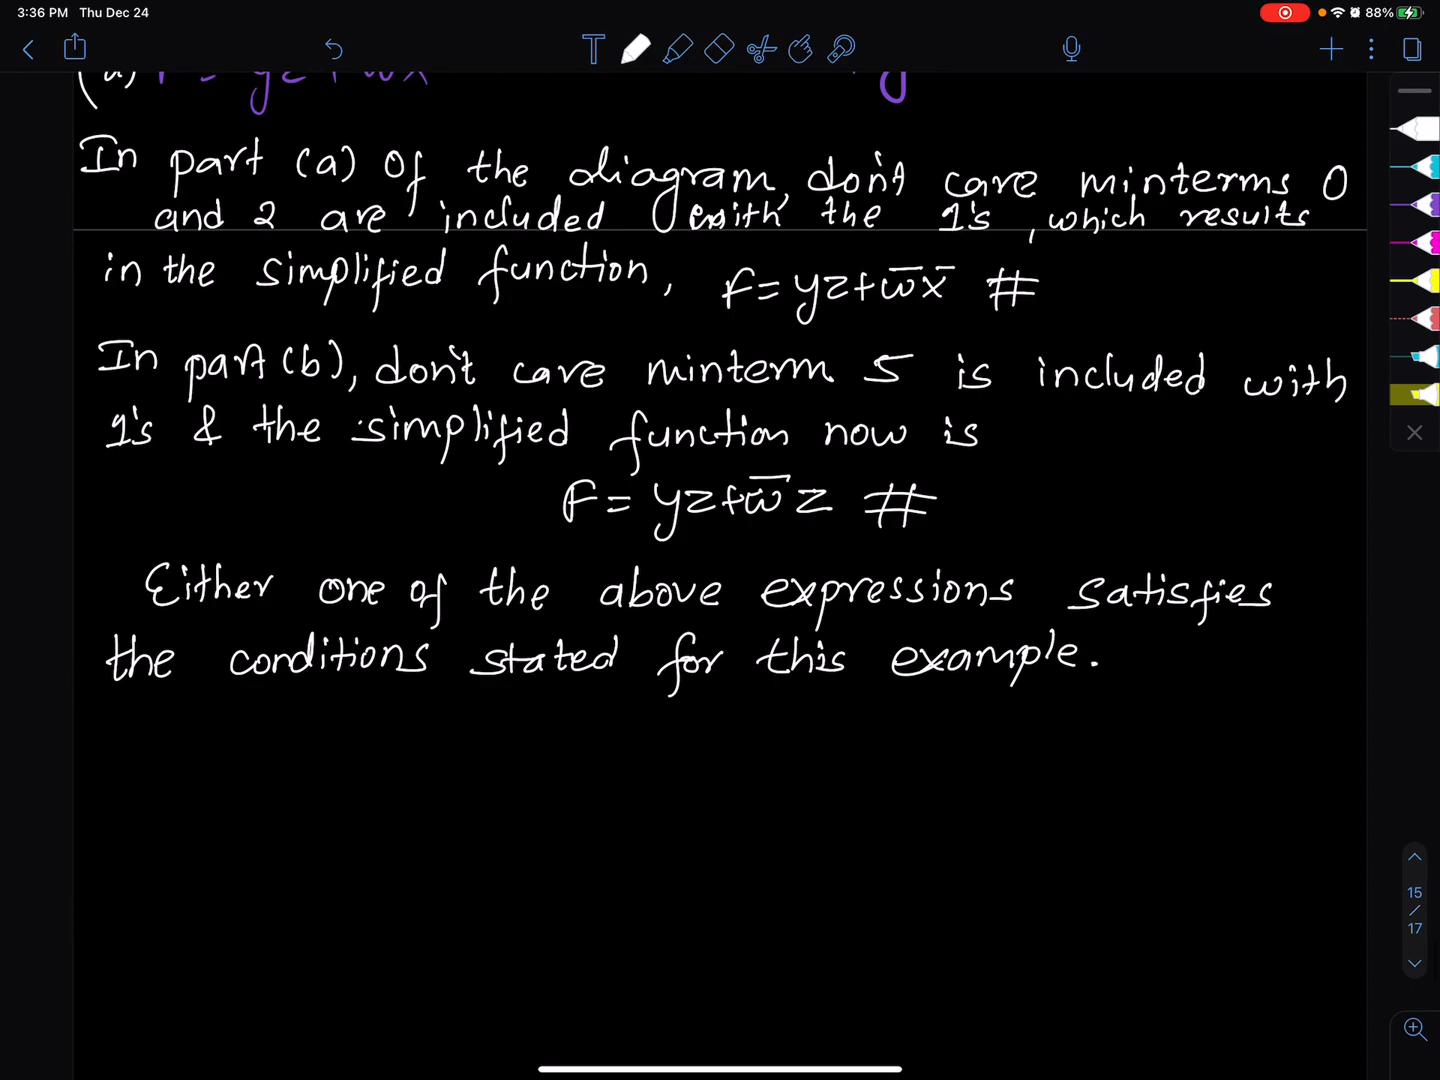 3:36 PM Thu Dec 24 88%
(a) F = yz + w̅x̅
In part (a) of the diagram, don't care minterms 0
and 2 are included with the 1's, which results
in the simplified function, F = yz + w̅x̅ #
In part (b), don't care minterm 5 is included with
1's & the simplified function now is
F = yz + w̅z #
Either one of the above expressions satisfies
the conditions stated for this example.
15
/
17